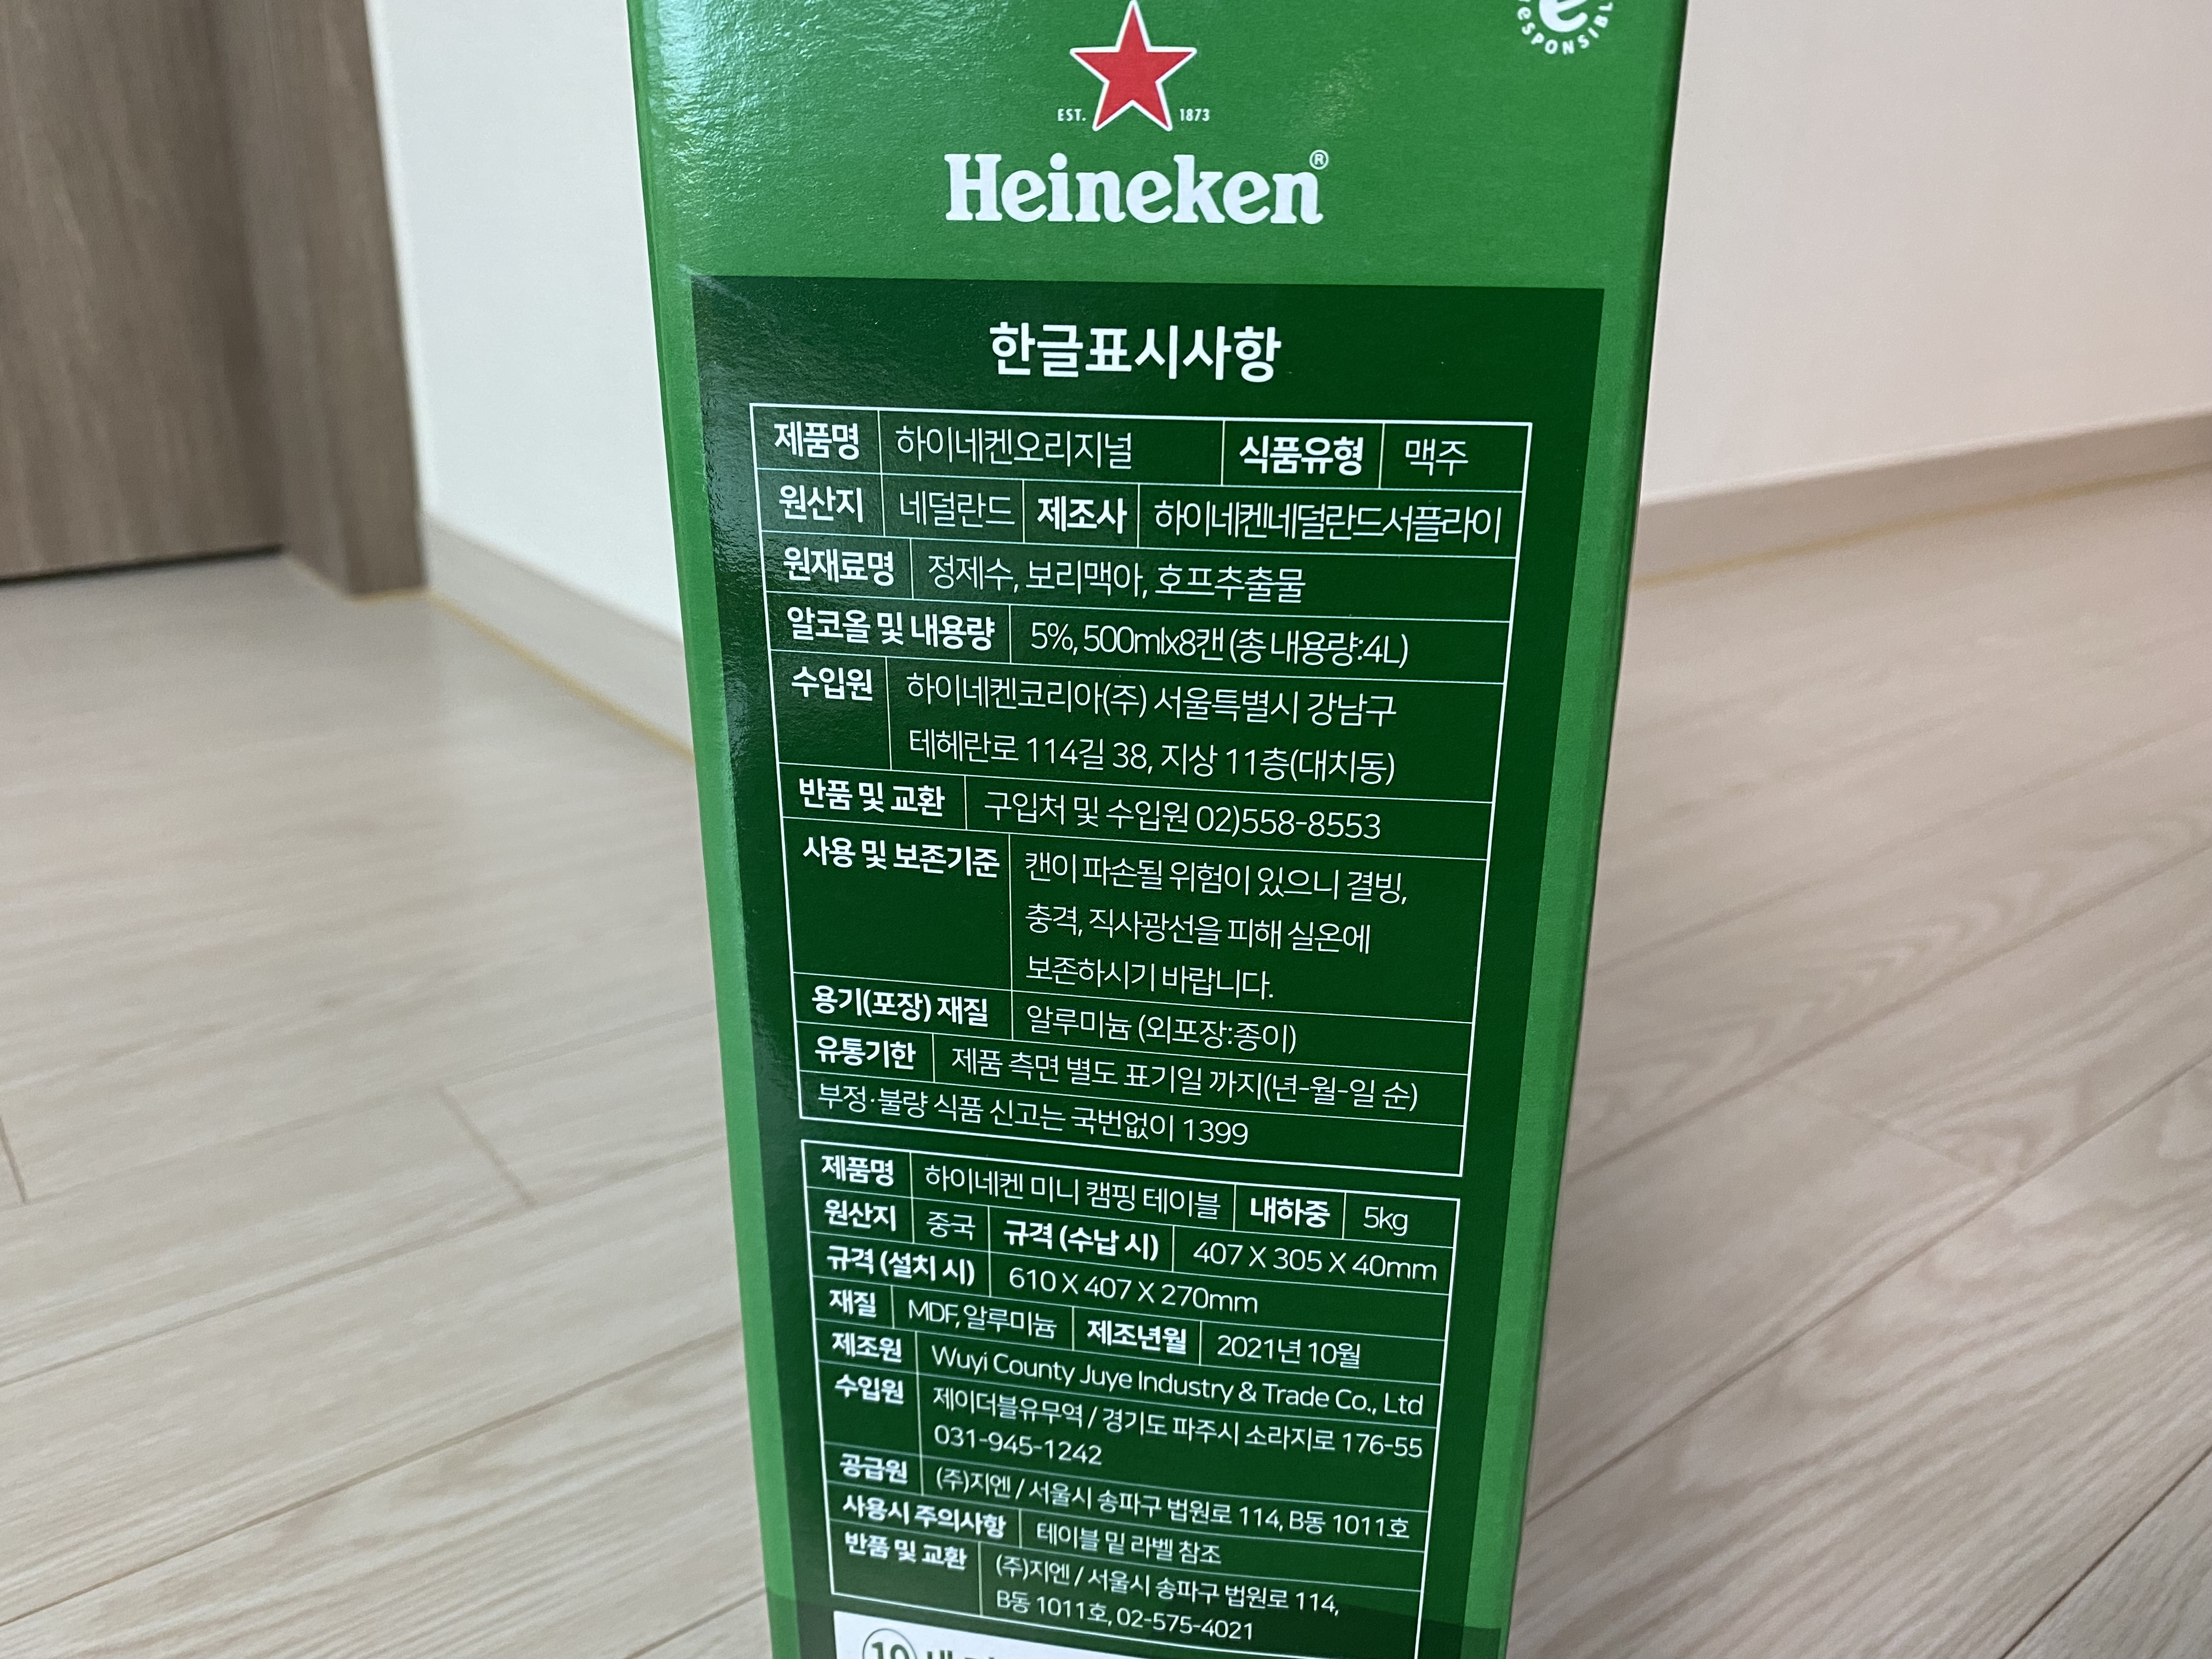 eSPONSIBL
EST. 1873
Heineken®
한글표시사항
제품명 하이네켄오리지널 식품유형 맥주
원산지 네덜란드 제조사 하이네켄네덜란드서플라이
원재료명 정제수, 보리맥아, 호프추출물
알코올 및 내용량 5%, 500mlx8캔 (총 내용량:4L)
수입원 하이네켄코리아(주) 서울특별시 강남구
테헤란로 114길 38, 지상 11층(대치동)
반품 및 교환 구입처 및 수입원 02)558-8553
사용 및 보존기준 캔이 파손될 위험이 있으니 결빙,
충격, 직사광선을 피해 실온에
보존하시기 바랍니다.
용기(포장) 재질 알루미늄 (외포장:종이)
유통기한 제품 측면 별도 표기일 까지(년-월-일 순)
부정·불량 식품 신고는 국번없이 1399
제품명 하이네켄 미니 캠핑 테이블 내하중 5kg
원산지 중국 규격 (수납 시) 407 X 305 X 40mm
규격 (설치 시) 610 X 407 X 270mm
재질 MDF, 알루미늄 제조년월 2021년 10월
제조원 Wuyi County Juye Industry & Trade Co., Ltd
수입원 제이더블유무역 / 경기도 파주시 소라지로 176-55
031-945-1242
공급원 (주)지엔 / 서울시 송파구 법원로 114, B동 1011호
사용시 주의사항 테이블 밑 라벨 참조
반품 및 교환 (주)지엔 / 서울시 송파구 법원로 114,
B동 1011호, 02-575-4021